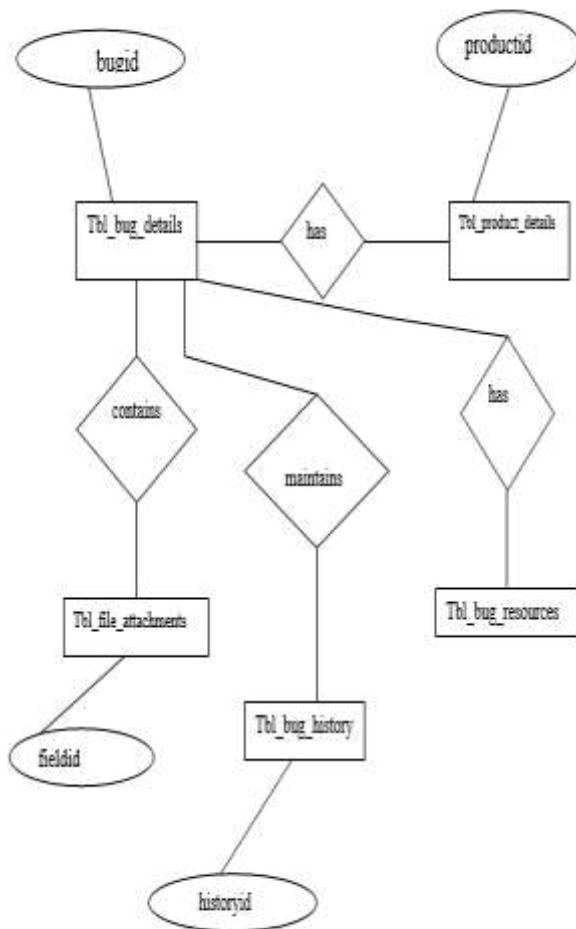 bugid
productid
Tbl_bug_details
has
Tbl_product_details
contains
maintains
has
Tbl_file_attachments
Tbl_bug_resources
Tbl_bug_history
fieldid
historyid